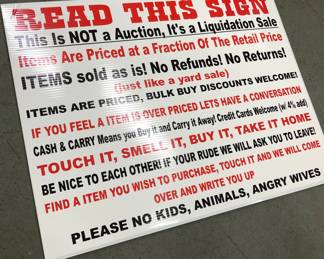 READ THIS SIGN
This Is NOT a Auction, It's a Liquidation Sale
Items Are Priced at a Fraction Of The Retail Price
ITEMS sold as is! No Refunds! No Returns!
(just like a yard sale)
ITEMS ARE PRICED, BULK BUY DISCOUNTS WELCOME!
IF YOU FEEL A ITEM IS OVER PRICED LETS HAVE A CONVERSATION
CASH & CARRY Means you Buy it and Carry it Away! Credit Cards Welcome (w/ 4% add)
TOUCH IT, SMELL IT, BUY IT, TAKE IT HOME
BE NICE TO EACH OTHER! IF YOUR RUDE WE WILL ASK YOU TO LEAVE!
FIND A ITEM YOU WISH TO PURCHASE, TOUCH IT AND WE WILL COME
OVER AND WRITE YOU UP
PLEASE NO KIDS, ANIMALS, ANGRY WIVES